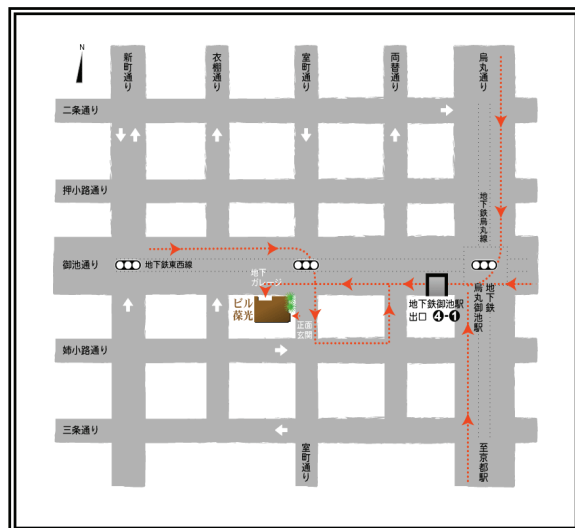 N
新町通り
衣棚通り
室町通り
両替通り
烏丸通り
二条通り
押小路通り
地下鉄烏丸線
御池通り
地下鉄東西線
地下
ガレージ
ビル
葆光
正面
玄関
地下鉄御池駅
出口 4-1
地下鉄
烏丸御池駅
姉小路通り
三条通り
室町通り
至京都駅